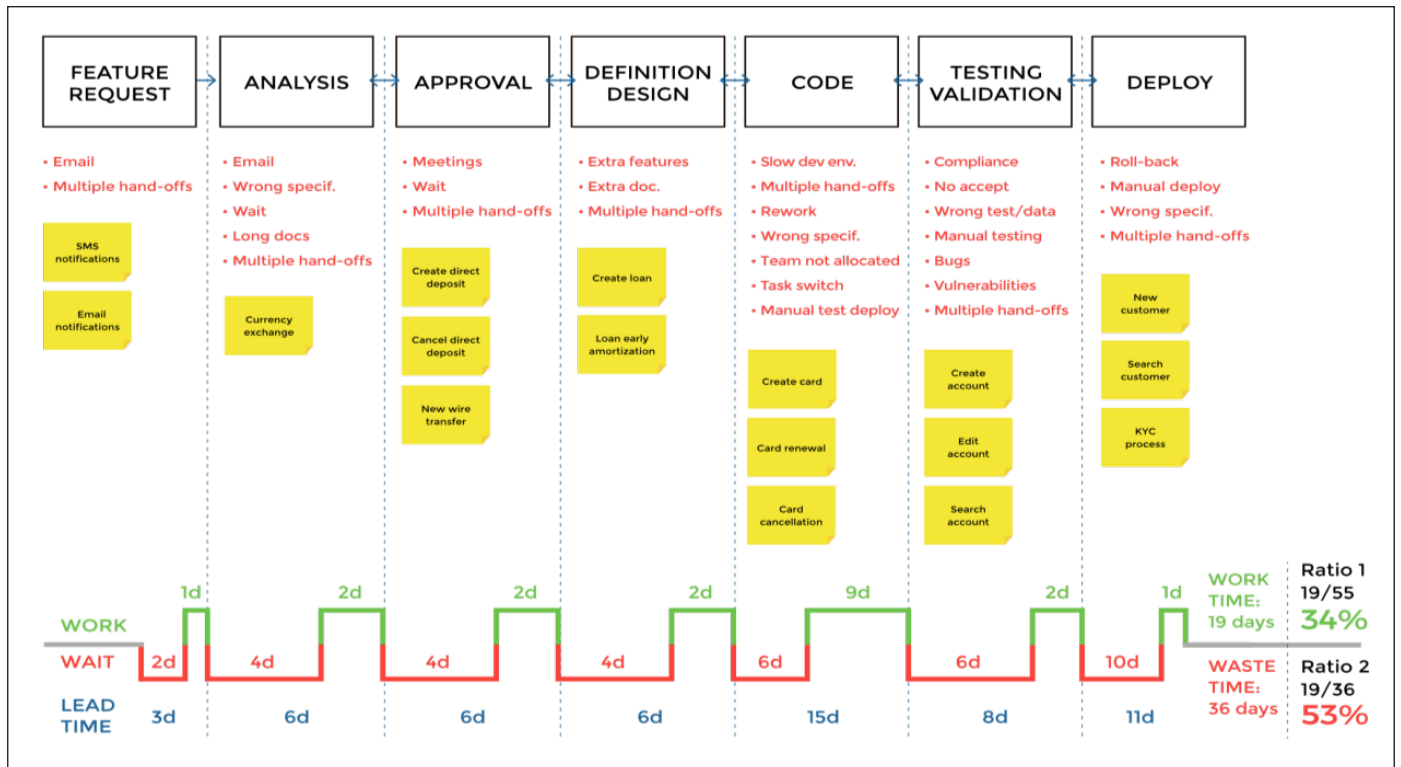 FEATURE
REQUEST
ANALYSIS
APPROVAL
DEFINITION
DESIGN
CODE
TESTING
VALIDATION
DEPLOY
• Email
• Multiple hand-offs
SMS
notifications
Email
notifications
• Email
• Wrong specif.
• Wait
• Long docs
• Multiple hand-offs
Currency
exchange
• Meetings
• Wait
• Multiple hand-offs
Create direct
deposit
Cancel direct
deposit
New wire
transfer
• Extra features
• Extra doc.
• Multiple hand-offs
Create loan
Loan early
amortization
• Slow dev env.
• Multiple hand-offs
• Rework
• Wrong specif.
• Team not allocated
• Task switch
• Manual test deploy
Create card
Card renewal
Card
cancellation
• Compliance
• No accept
• Wrong test/data
• Manual testing
• Bugs
• Vulnerabilities
• Multiple hand-offs
Create
account
Edit
account
Search
account
• Roll-back
• Manual deploy
• Wrong specif.
• Multiple hand-offs
New
customer
Search
customer
KYC
process
WORK
1d 2d 2d 2d 9d 2d 1d
WAIT
2d 4d 4d 4d 6d 6d 10d
LEAD
TIME
3d 6d 6d 6d 15d 8d 11d
WORK
TIME:
19 days
Ratio 1
19/55
34%
WASTE
TIME:
36 days
Ratio 2
19/36
53%